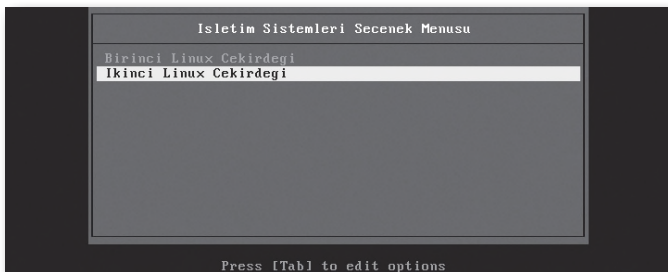 Isletim Sistemleri Secenek Menusu
Birinci Linux Cekirdegi
Ikinci Linux Cekirdegi
Press [Tab] to edit options